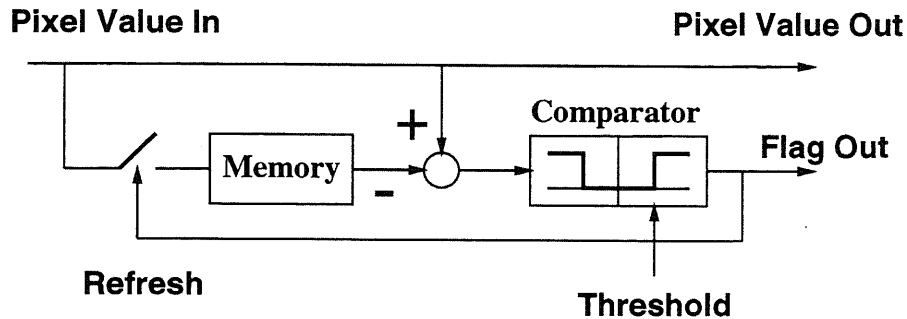 Pixel Value In
Pixel Value Out
Comparator
+
Memory
-
Flag Out
Refresh
Threshold